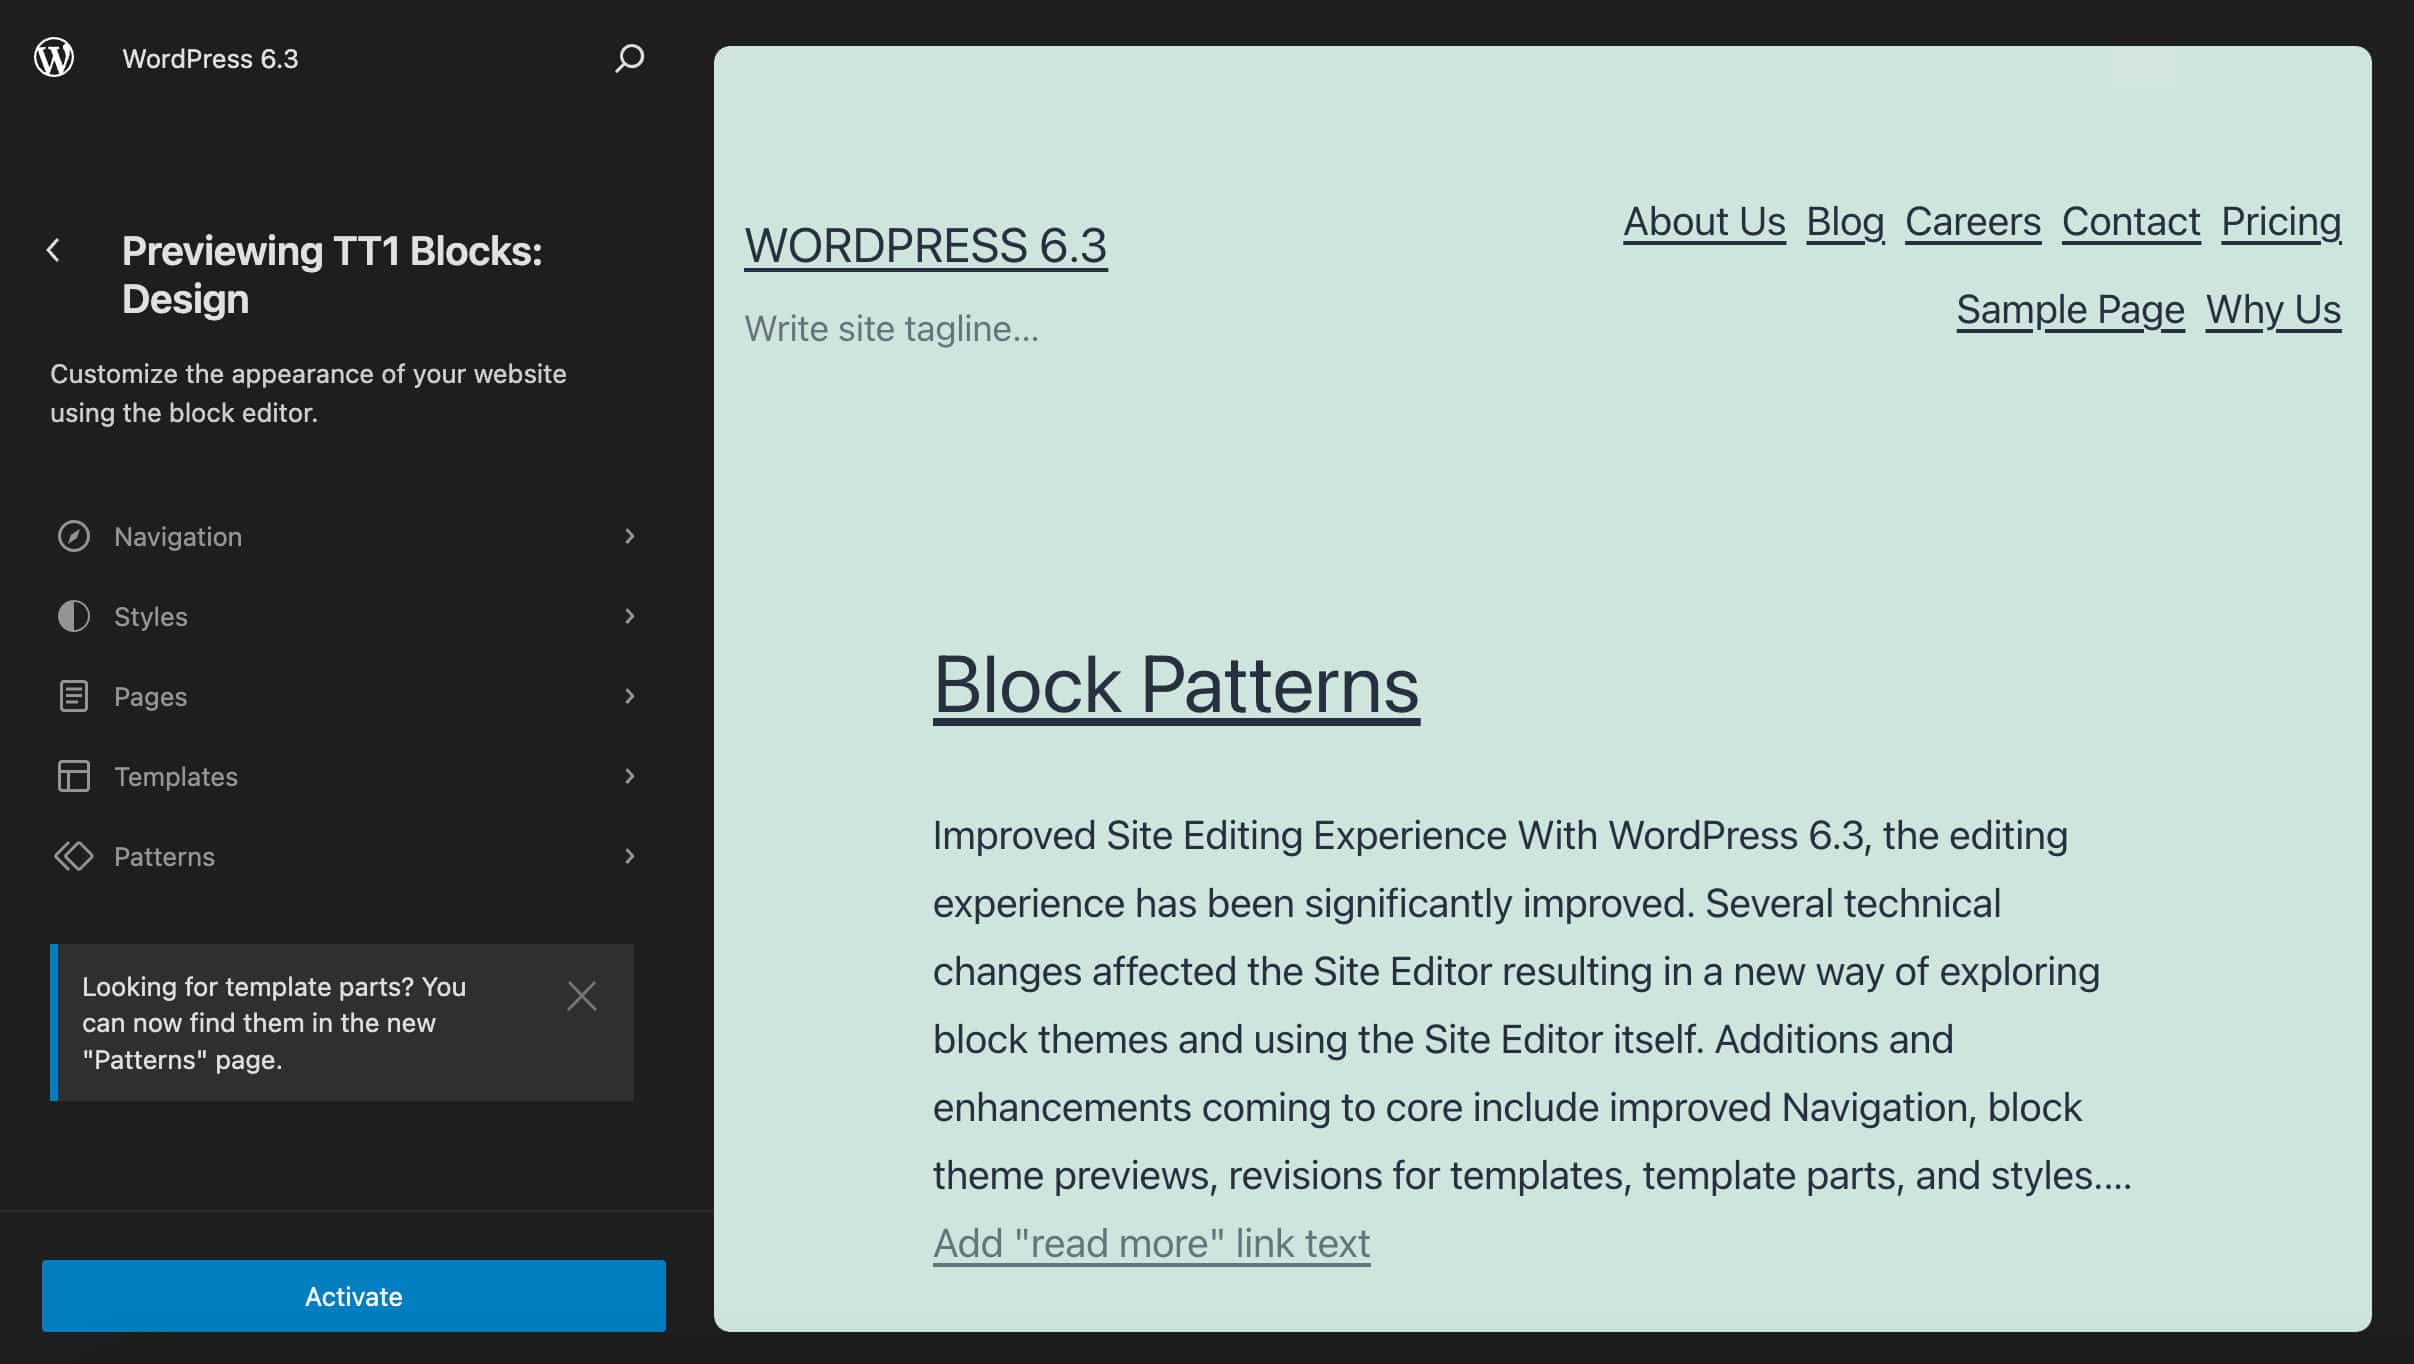 WordPress 6.3
Previewing TT1 Blocks:
Design
Customize the appearance of your website
using the block editor.
Navigation
Styles
Pages
Templates
Patterns
Looking for template parts? You
can now find them in the new
"Patterns" page.
Activate
WORDPRESS 6.3
Write site tagline...
About Us Blog Careers Contact Pricing
Sample Page Why Us
Block Patterns
Improved Site Editing Experience With WordPress 6.3, the editing
experience has been significantly improved. Several technical
changes affected the Site Editor resulting in a new way of exploring
block themes and using the Site Editor itself. Additions and
enhancements coming to core include improved Navigation, block
theme previews, revisions for templates, template parts, and styles....
Add "read more" link text